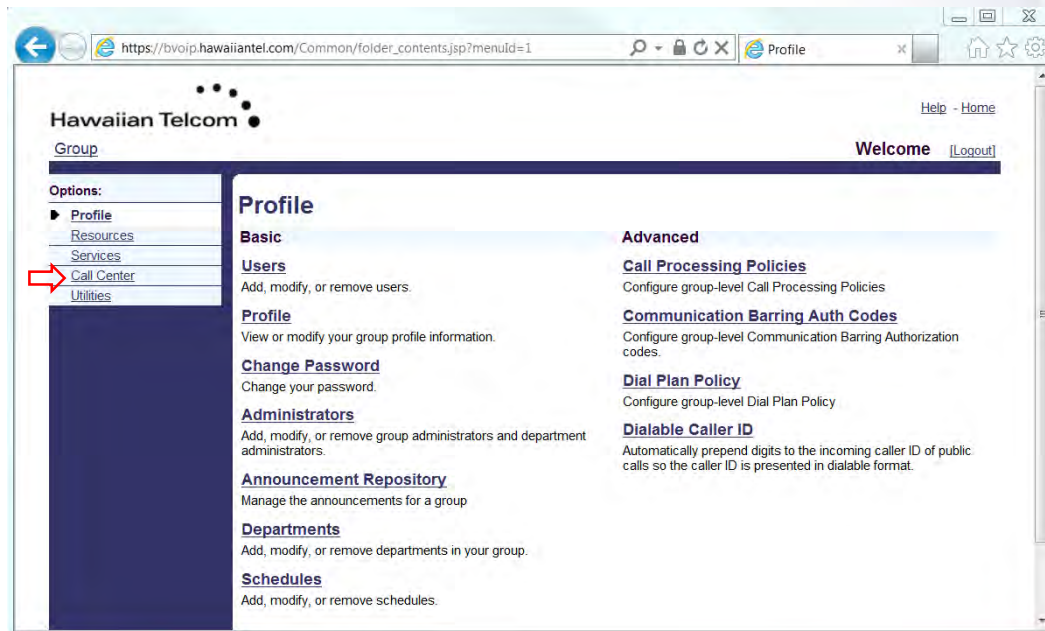 https://bvoip.hawaiiantel.com/Common/folder_contents.jsp?menuId=1
Profile
Hawaiian Telcom
Help - Home
Group
Welcome [Logout]
Options:
Profile
Resources
Services
Call Center
Utilities
Profile
Basic
Users
Add, modify, or remove users.
Profile
View or modify your group profile information.
Change Password
Change your password.
Administrators
Add, modify, or remove group administrators and department
administrators.
Announcement Repository
Manage the announcements for a group
Departments
Add, modify, or remove departments in your group.
Schedules
Add, modify, or remove schedules.
Advanced
Call Processing Policies
Configure group-level Call Processing Policies
Communication Barring Auth Codes
Configure group-level Communication Barring Authorization
codes.
Dial Plan Policy
Configure group-level Dial Plan Policy
Dialable Caller ID
Automatically prepend digits to the incoming caller ID of public
calls so the caller ID is presented in dialable format.